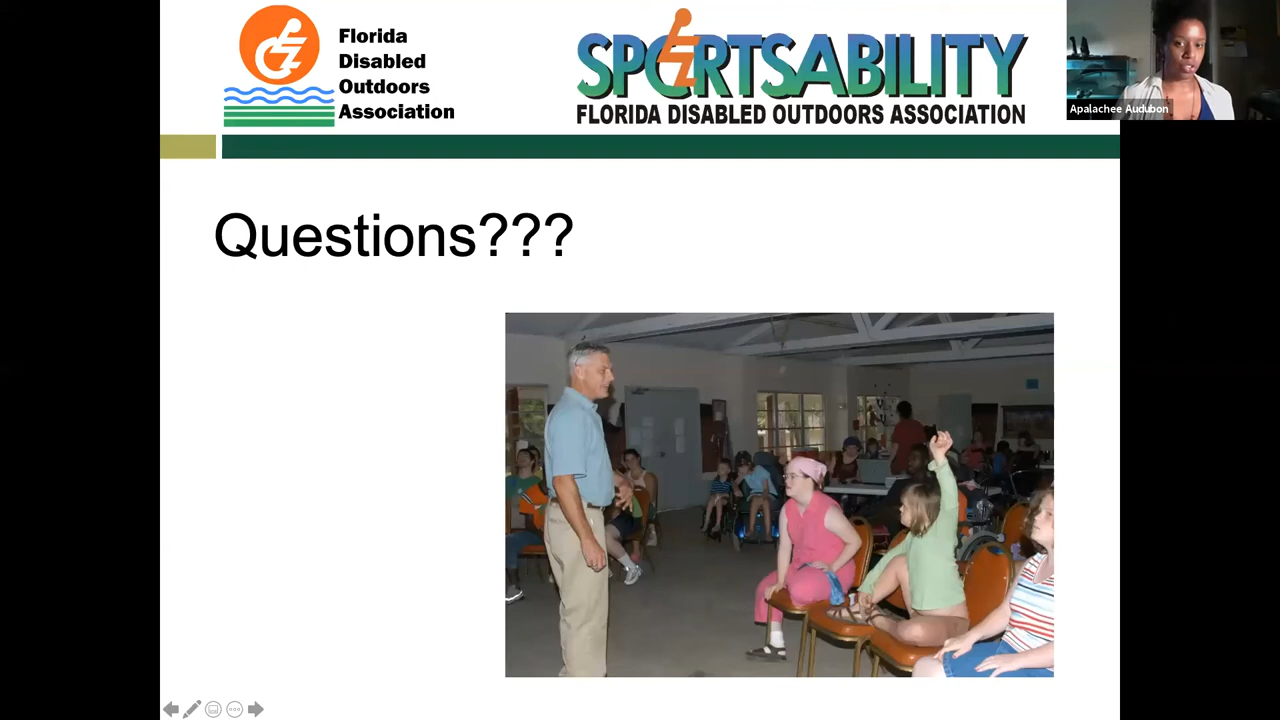 Florida
Disabled
Outdoors
Association
SPORTSABILITY
FLORIDA DISABLED OUTDOORS ASSOCIATION
Apalachee Audubon
Questions???